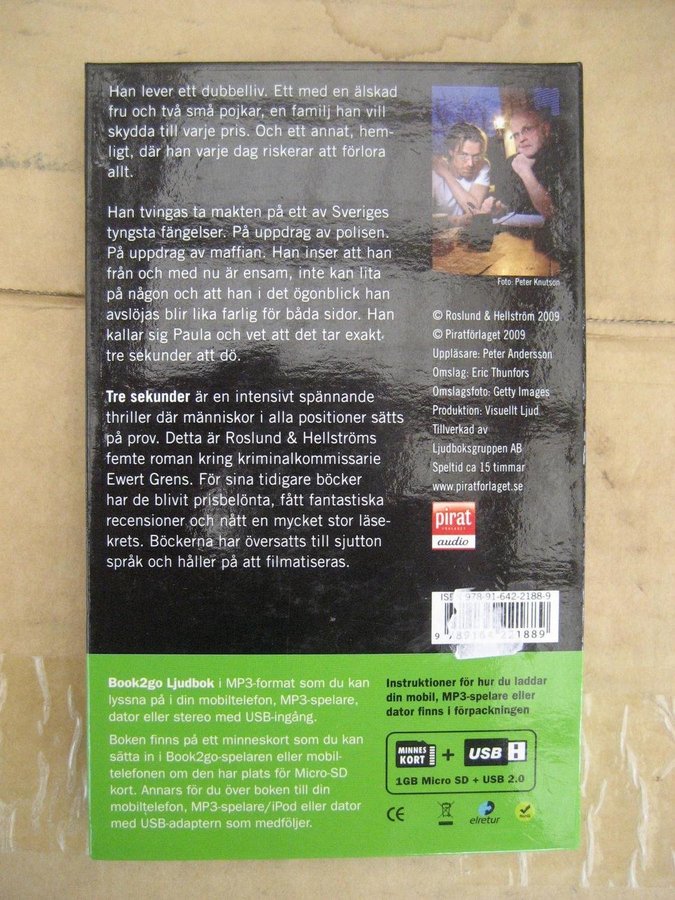 Han lever ett dubbelliv. Ett med en älskad
fru och två små pojkar, en familj han vill
skydda till varje pris. Och ett annat, hem-
ligt, där han varje dag riskerar att förlora
allt.
Han tvingas ta makten på ett av Sveriges
tyngsta fängelser. På uppdrag av polisen.
På uppdrag av maffian. Han inser att han
från och med nu är ensam, inte kan lita
på någon och att han i det ögonblick han
avslöjas blir lika farlig för båda sidor. Han
kallar sig Paula och vet att det tar exakt
tre sekunder att dö.
Tre sekunder är en intensivt spännande
thriller där människor i alla positioner sätts
på prov. Detta är Roslund & Hellströms
femte roman kring kriminalkommissarie
Ewert Grens. För sina tidigare böcker
har de blivit prisbelönta, fått fantastiska
recensioner och nått en mycket stor läse-
krets. Böckerna har översatts till sjutton
språk och håller på att filmatiseras.
Foto: Peter Knutson
© Roslund & Hellström 2009
© Piratförlaget 2009
Uppläsare: Peter Andersson
Omslag: Eric Thunfors
Omslagsfoto: Getty Images
Produktion: Visuellt Ljud
Tillverkad av
Ljudboksgruppen AB
Speltid ca 15 timmar
www.piratforlaget.se
pirat
FÖRLAGET
audio
978-91-642-2188-9
9 789164 221889
Book2go Ljudbok i MP3-format som du kan
lyssna på i din mobiltelefon, MP3-spelare,
dator eller stereo med USB-ingång.
Boken finns på ett minneskort som du kan
sätta in i Book2go-spelaren eller mobil-
telefonen om den har plats för Micro-SD
kort. Annars för du över boken till din
mobiltelefon, MP3-spelare/iPod eller dator
med USB-adaptern som medföljer.
Instruktioner för hur du laddar
din mobil, MP3-spelare eller
dator finns i förpackningen
MINNES
KORT + USB
1GB Micro SD + USB 2.0
CE
elretur